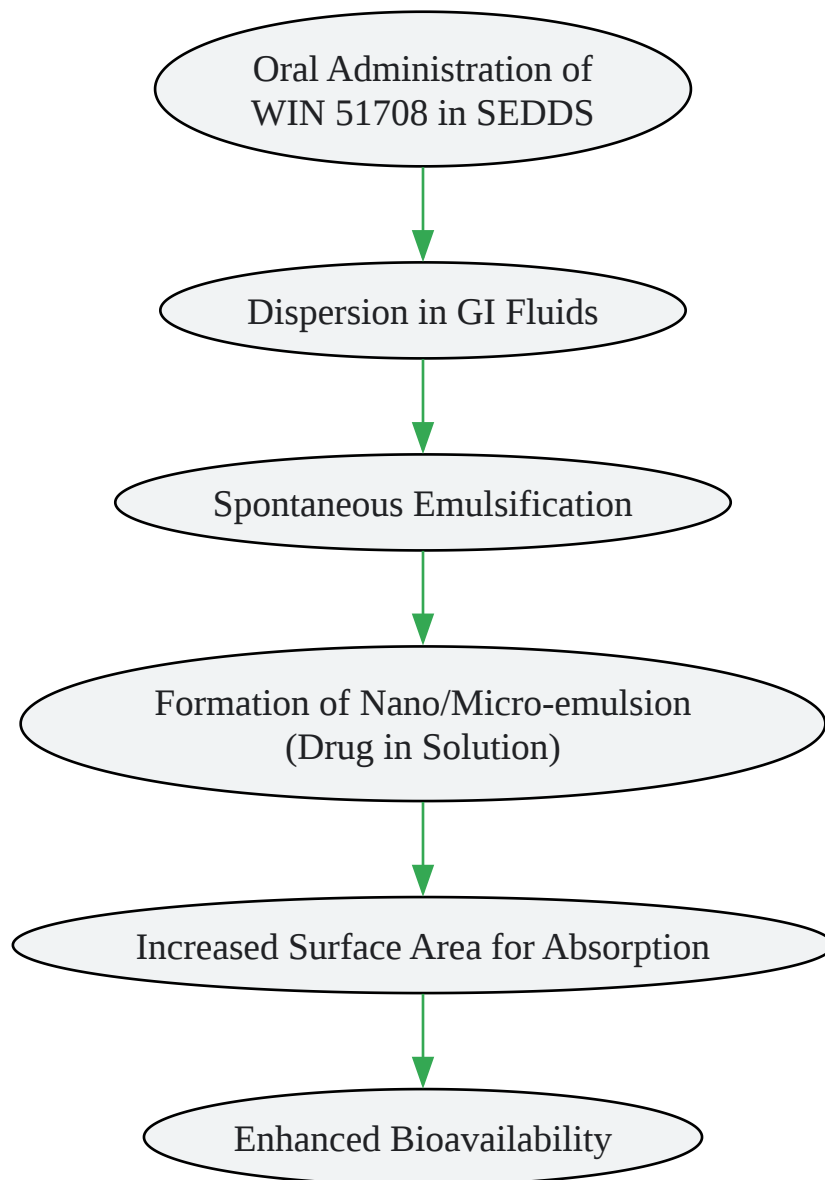 Oral Administration of
WIN 51708 in SEDDS
Dispersion in GI Fluids
Spontaneous Emulsification
Formation of Nano/Micro-emulsion
(Drug in Solution)
Increased Surface Area for Absorption
Enhanced Bioavailability